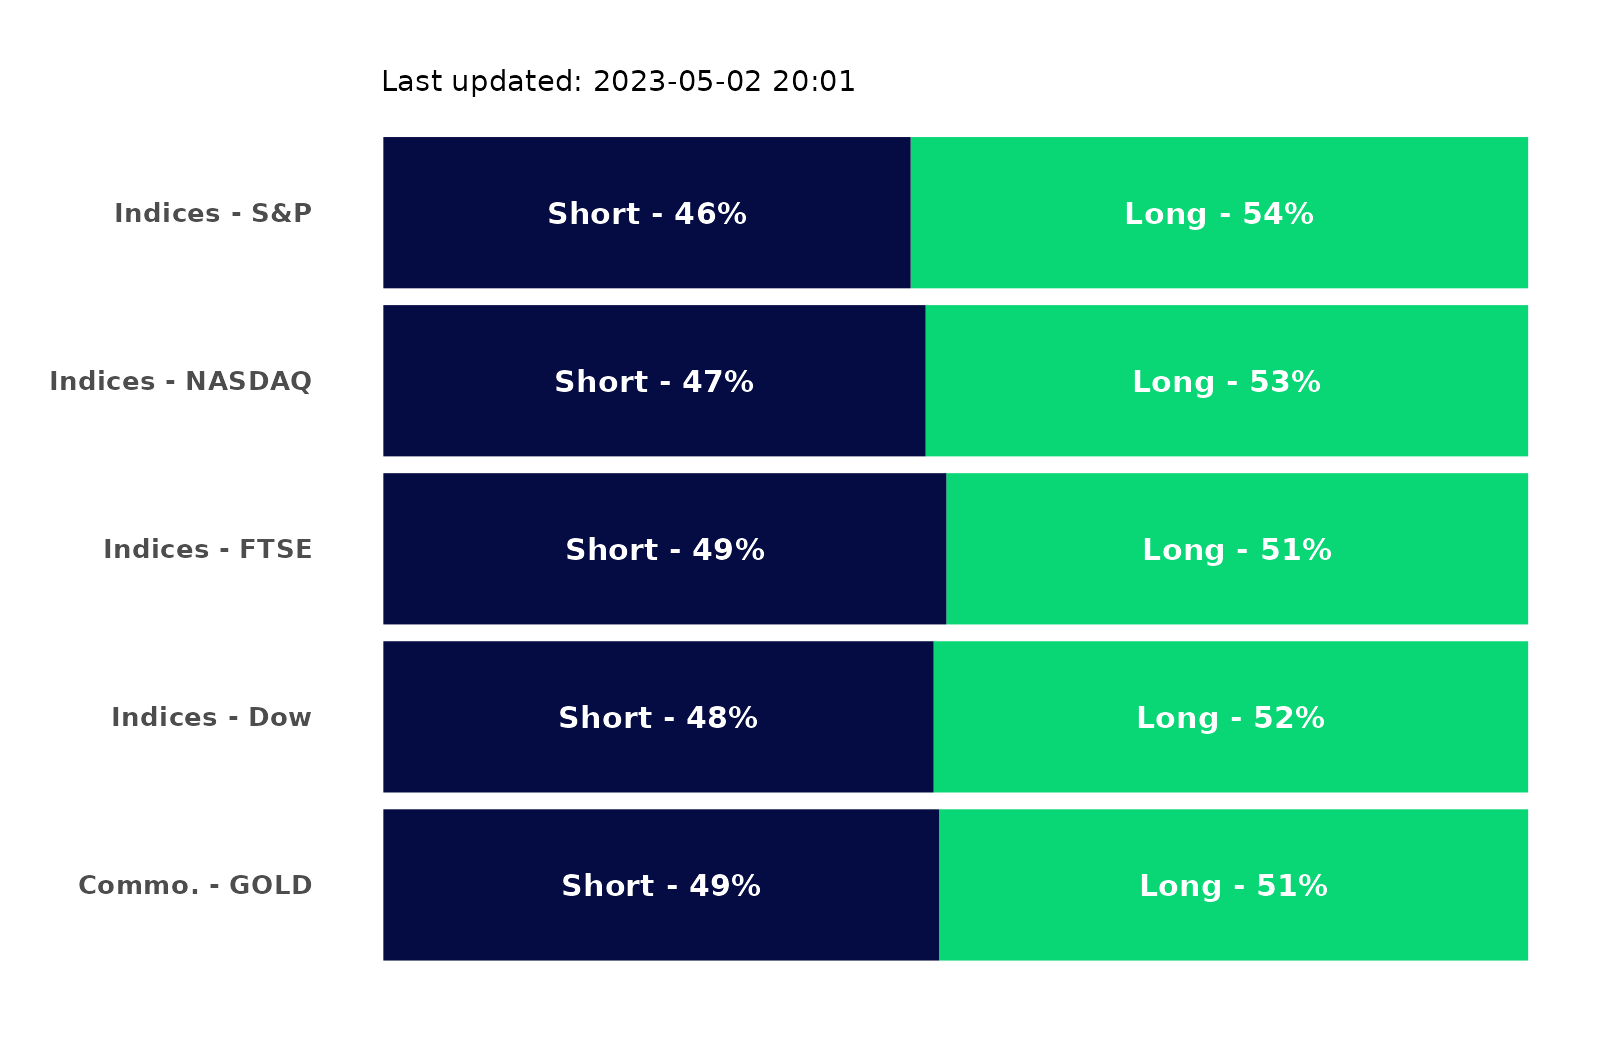 Last updated: 2023-05-02 20:01
Indices - S&P Short - 46% Long - 54%
Indices - NASDAQ Short - 47% Long - 53%
Indices - FTSE Short - 49% Long - 51%
Indices - Dow Short - 48% Long - 52%
Commo. - GOLD Short - 49% Long - 51%